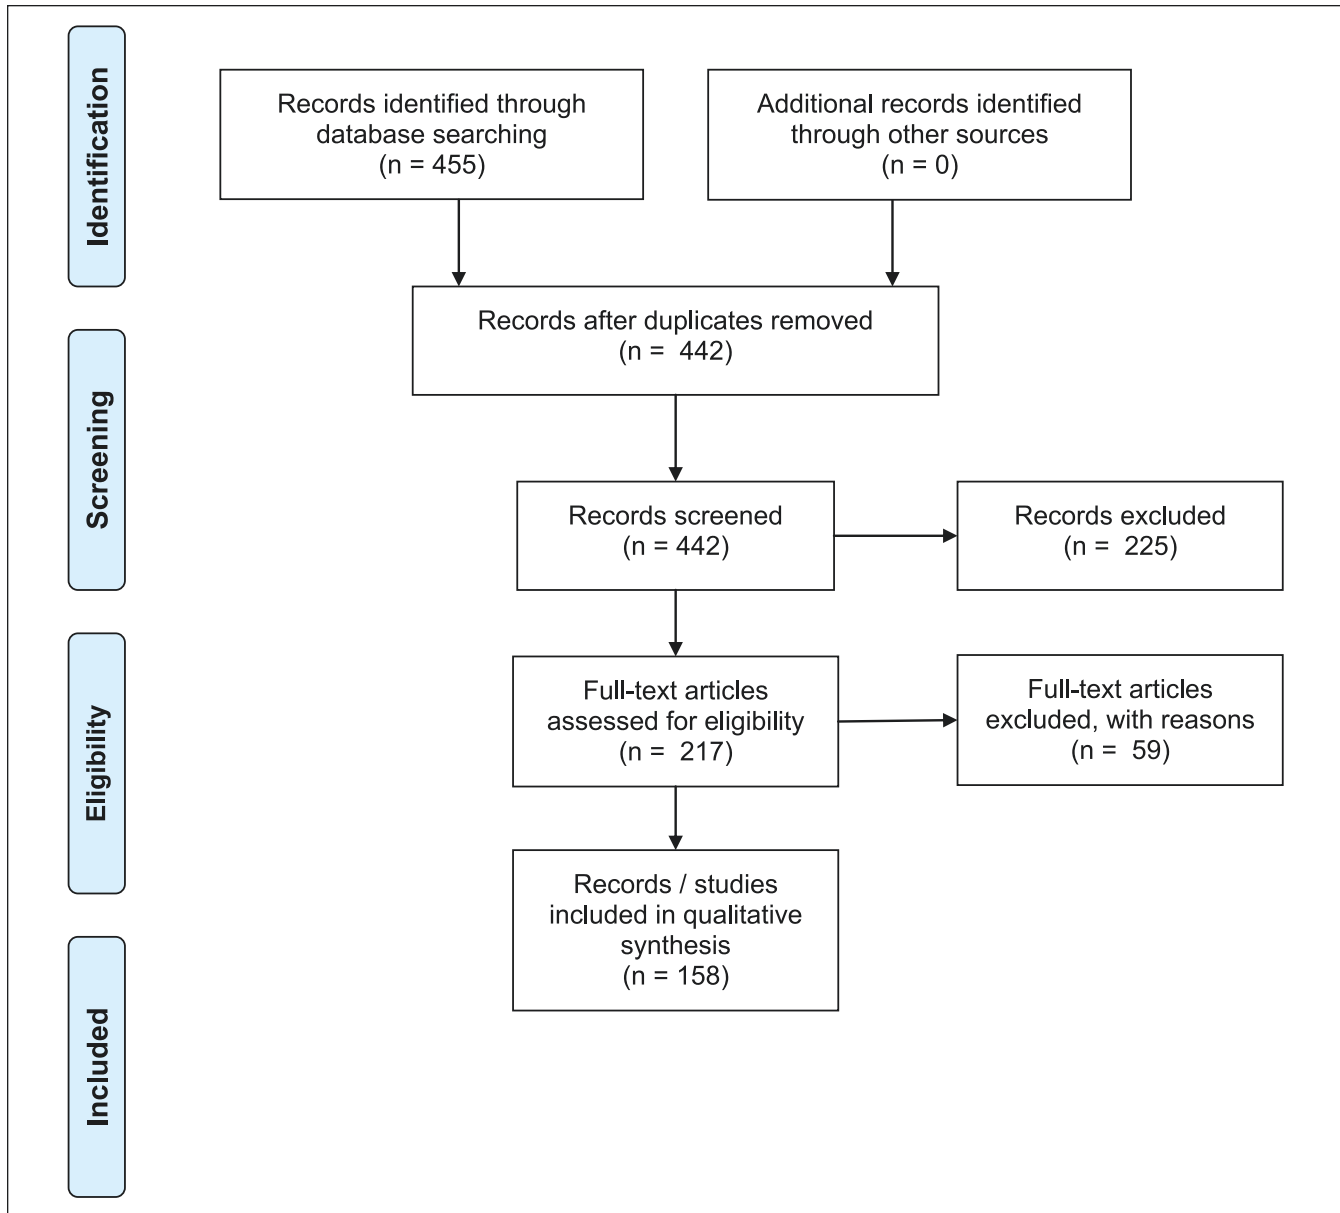 Identification
Records identified through
database searching
(n = 455)
Additional records identified
through other sources
(n = 0)
Records after duplicates removed
(n = 442)
Screening
Records screened
(n = 442)
Records excluded
(n = 225)
Eligibility
Full-text articles
assessed for eligibility
(n = 217)
Full-text articles
excluded, with reasons
(n = 59)
Records / studies
included in qualitative
synthesis
(n = 158)
Included